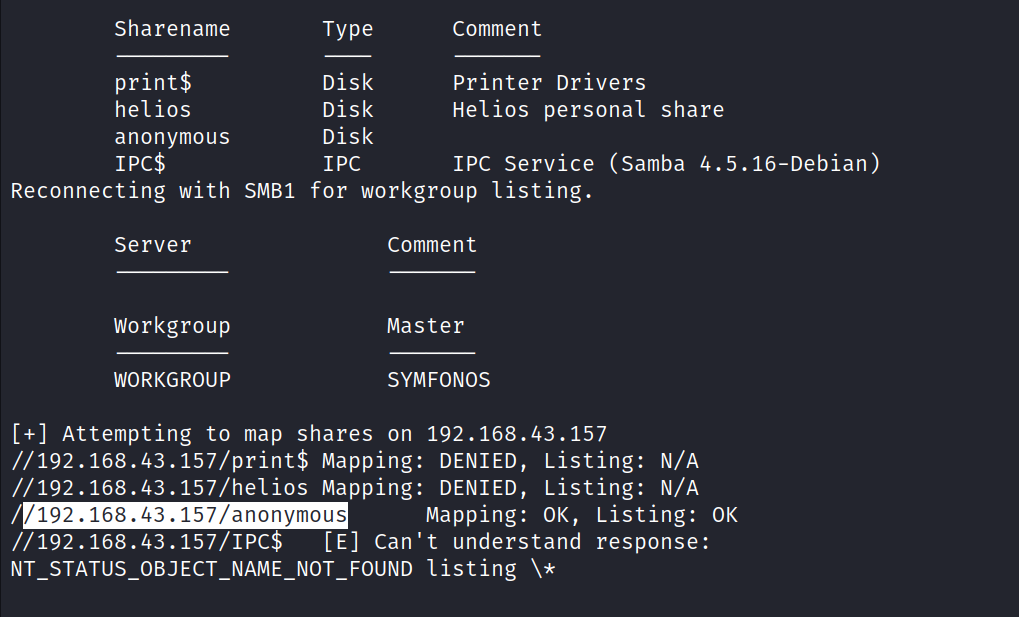 Sharename Type Comment
print$ Disk Printer Drivers
helios Disk Helios personal share
anonymous Disk
IPC$ IPC IPC Service (Samba 4.5.16-Debian)
Reconnecting with SMB1 for workgroup listing.
Server Comment
Workgroup Master
WORKGROUP SYMFONOS
[+] Attempting to map shares on 192.168.43.157
//192.168.43.157/print$ Mapping: DENIED, Listing: N/A
//192.168.43.157/helios Mapping: DENIED, Listing: N/A
//192.168.43.157/anonymous Mapping: OK, Listing: OK
//192.168.43.157/IPC$ [E] Can't understand response:
NT_STATUS_OBJECT_NAME_NOT_FOUND listing \*